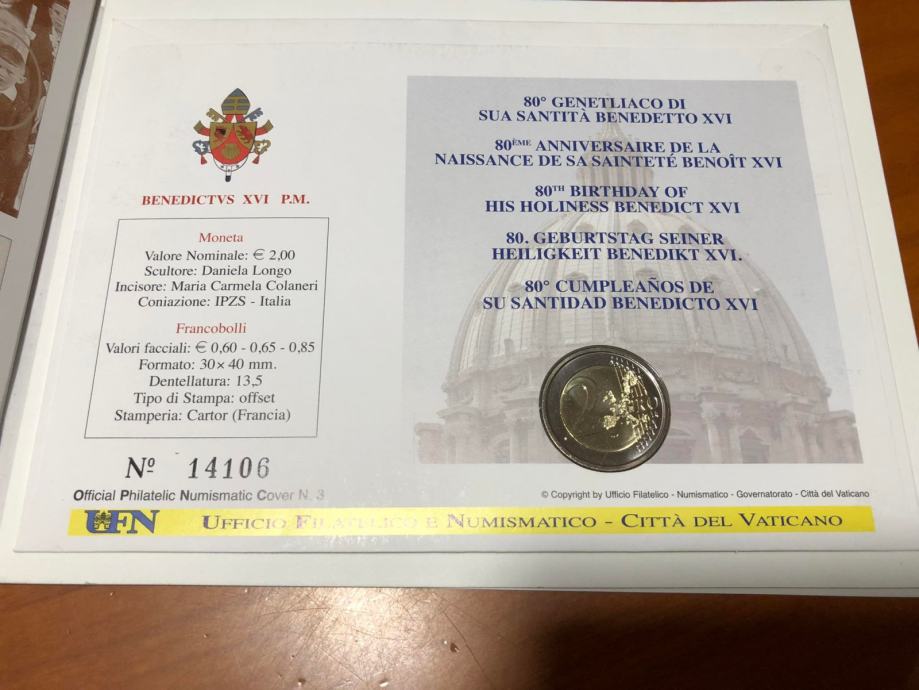 BENEDICTVS XVI P.M.
Moneta
Valore Nominale: € 2,00
Scultore: Daniela Longo
Incisore: Maria Carmela Colaneri
Coniazione: IPZS - Italia
Francobolli
Valori facciali: € 0,60 - 0,65 - 0,85
Formato: 30 × 40 mm.
Dentellatura: 13,5
Tipo di Stampa: offset
Stamperia: Cartor (Francia)
Nº 14106
Official Philatelic Numismatic Cover N. 3
80° GENETLIACO DI
SUA SANTITÀ BENEDETTO XVI
80ÈME ANNIVERSAIRE DE LA
NAISSANCE DE SA SAINTETÉ BENOÎT XVI
80TH BIRTHDAY OF
HIS HOLINESS BENEDICT XVI
80. GEBURTSTAG SEINER
HEILIGKEIT BENEDIKT XVI.
80° CUMPLEAÑOS DE
SU SANTIDAD BENEDICTO XVI
2
© Copyright by Ufficio Filatelico - Numismatico - Governatorato - Città del Vaticano
UFN UFFICIO FILATELICO E NUMISMATICO - CITTÀ DEL VATICANO